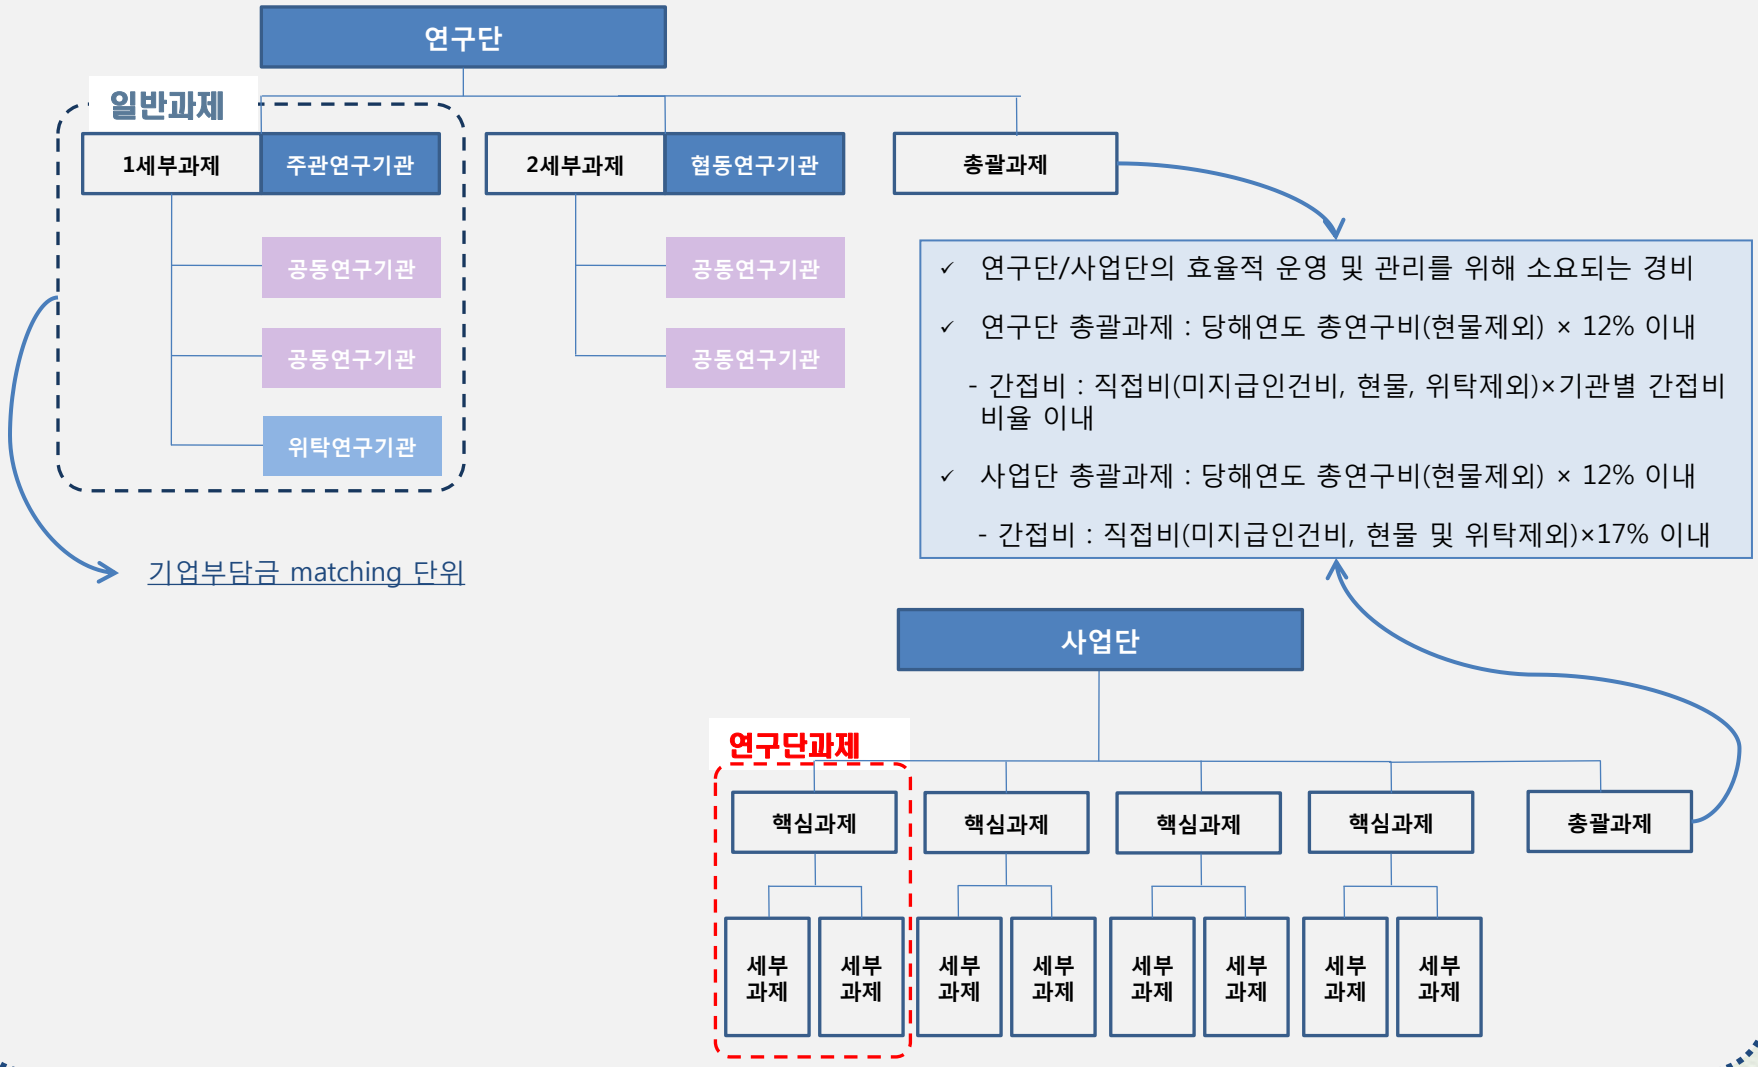 연구단
일반과제
1세부과제 주관연구기관
2세부과제 협동연구기관
총괄과제
공동연구기관
공동연구기관
위탁연구기관
공동연구기관
공동연구기관
✓ 연구단/사업단의 효율적 운영 및 관리를 위해 소요되는 경비
✓ 연구단 총괄과제 : 당해연도 총연구비(현물제외) × 12% 이내
- 간접비 : 직접비(미지급인건비, 현물, 위탁제외)×기관별 간접비
비율 이내
✓ 사업단 총괄과제 : 당해연도 총연구비(현물제외) × 12% 이내
- 간접비 : 직접비(미지급인건비, 현물 및 위탁제외)×17% 이내
기업부담금 matching 단위
사업단
연구단과제
핵심과제
핵심과제
핵심과제
핵심과제
총괄과제
세부
과제
세부
과제
세부
과제
세부
과제
세부
과제
세부
과제
세부
과제
세부
과제